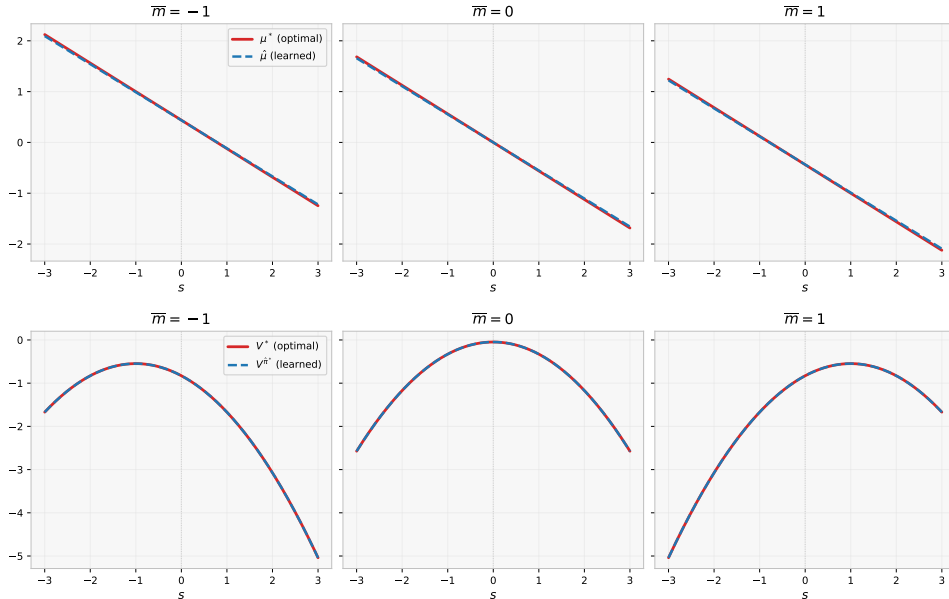 m̅ = −1
m̅ = 0
m̅ = 1
2
1
0
−1
−2
μ* (optimal)
μ̂ (learned)
−3 −2 −1 0 1 2 3
−3 −2 −1 0 1 2 3
−3 −2 −1 0 1 2 3
s
s
s
m̅ = −1
m̅ = 0
m̅ = 1
0
−1
−2
−3
−4
−5
V* (optimal)
V^π̂* (learned)
−3 −2 −1 0 1 2 3
−3 −2 −1 0 1 2 3
−3 −2 −1 0 1 2 3
s
s
s